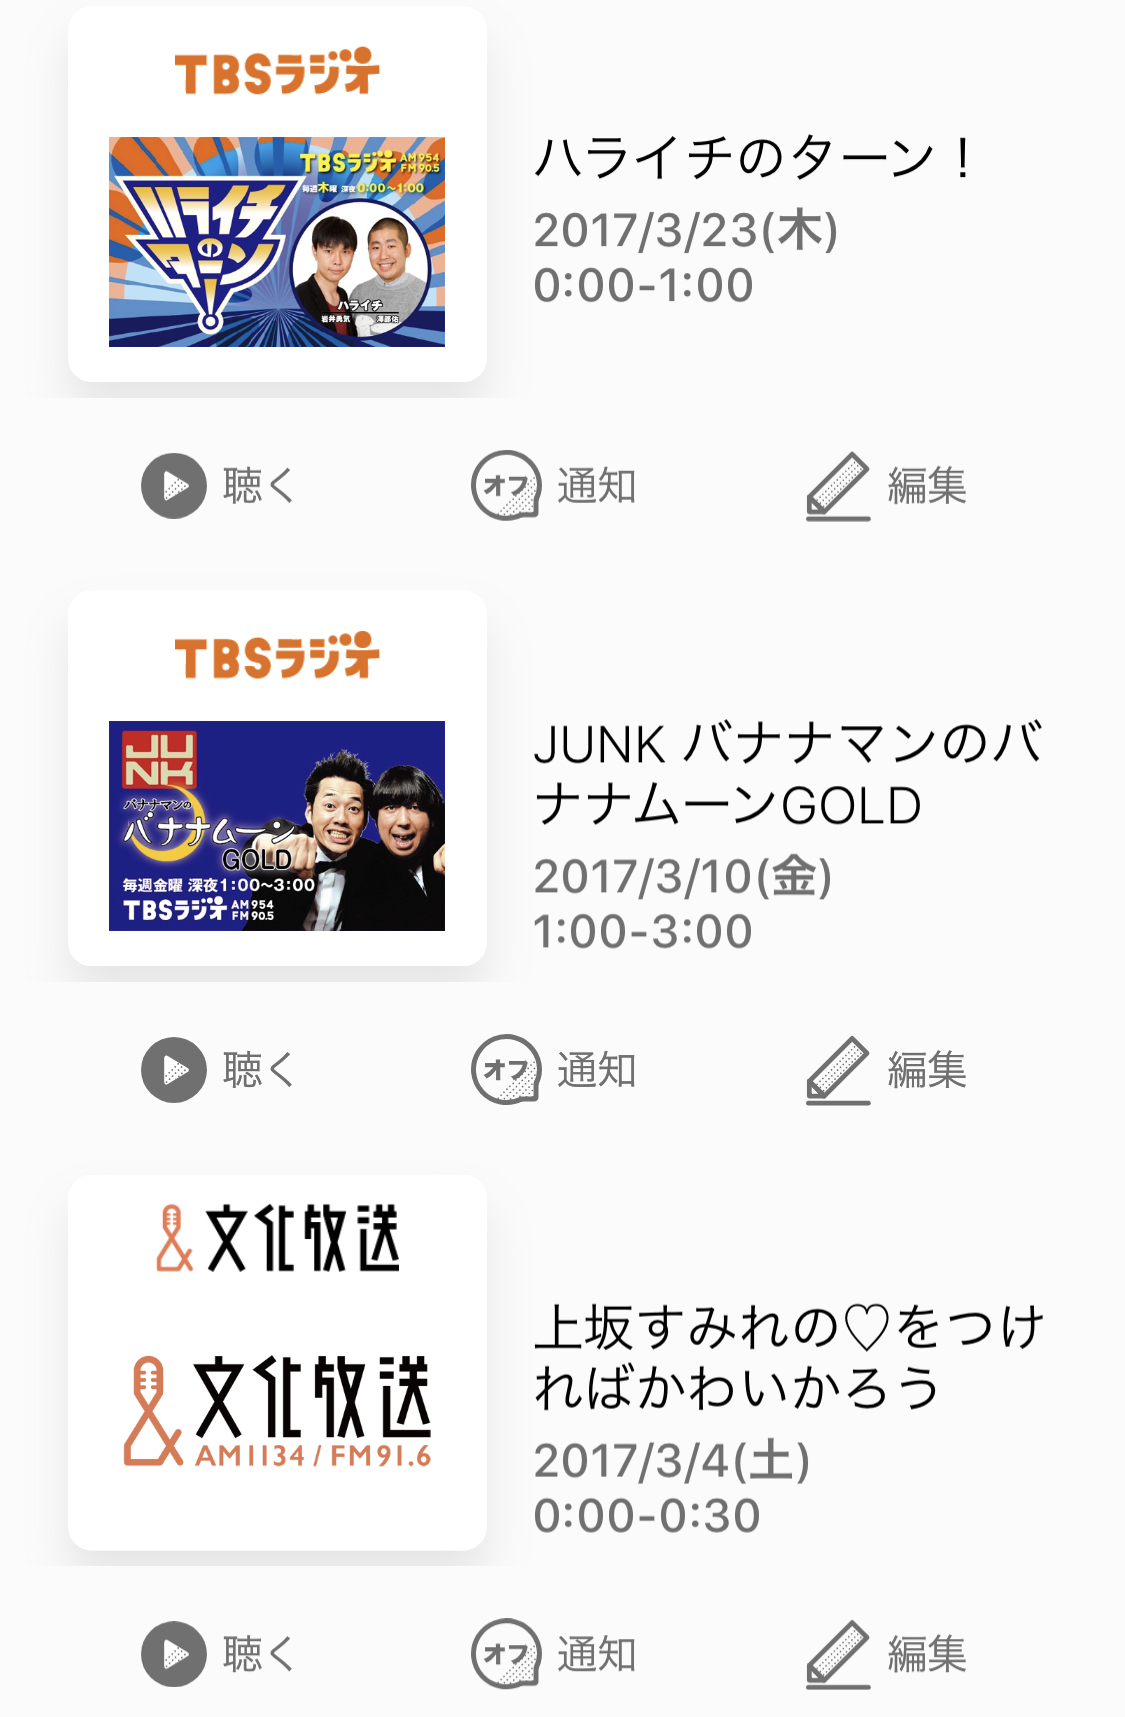 TBSラジオ
TBSラジオ AM954 FM90.5
毎週木曜 深夜0:00〜1:00
ハライチ
の
ターン!
ハライチ
岩井勇気 澤部佑
ハライチのターン！
2017/3/23(木)
0:00-1:00
聴く オフ 通知 編集
TBSラジオ
JUNK
バナナマンの
バナナムーン
GOLD
毎週金曜 深夜1:00〜3:00
TBSラジオ AM954 FM90.5
JUNK バナナマンのバ
ナナムーンGOLD
2017/3/10(金)
1:00-3:00
聴く オフ 通知 編集
文化放送
文化放送
AM1134 / FM91.6
上坂すみれの♡をつけ
ればかわいかろう
2017/3/4(土)
0:00-0:30
聴く オフ 通知 編集